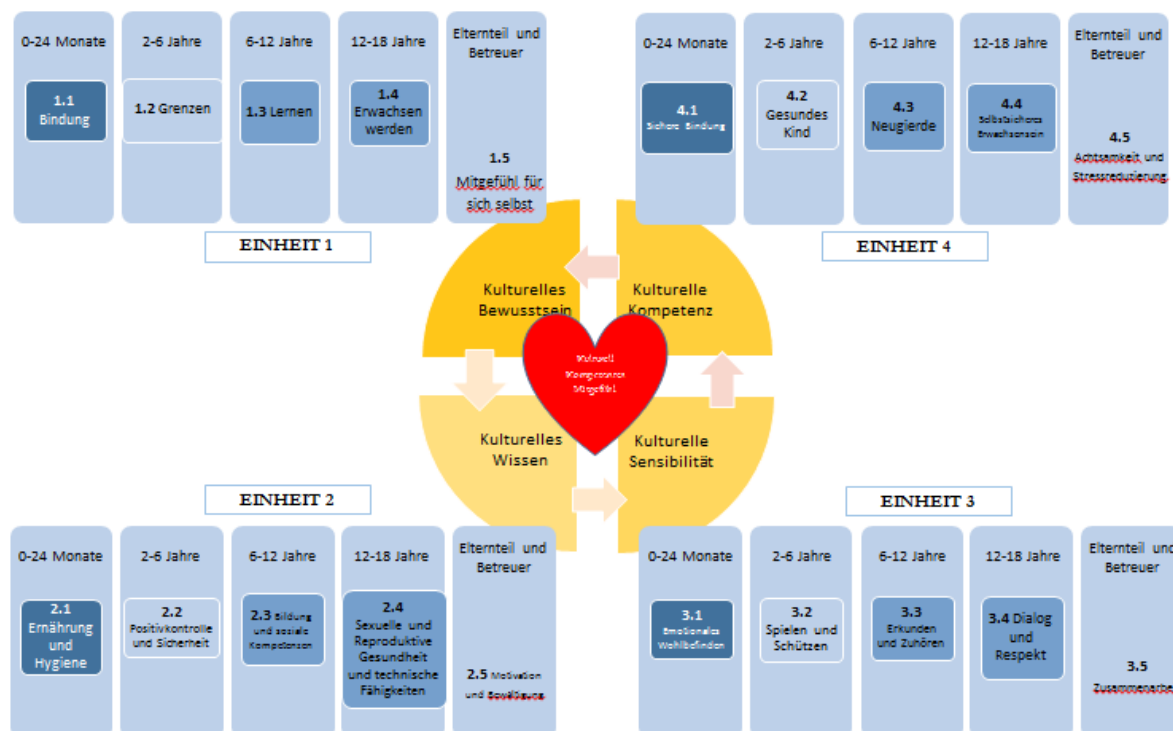 0-24 Monate
2-6 Jahre
6-12 Jahre
12-18 Jahre
Elternteil und
Betreuer
1.1
Bindung
1.2 Grenzen
1.3 Lernen
1.4
Erwachsen
werden
1.5
Mitgefühl für
sich selbst
EINHEIT 1
0-24 Monate
2-6 Jahre
6-12 Jahre
12-18 Jahre
Elternteil und
Betreuer
4.1
Sichere Bindung
4.2
Gesundes
Kind
4.3
Neugierde
4.4
Selbstsicheres
Erwachsensein
4.5
Achtsamkeit und
Stressreduzierung
EINHEIT 4
Kulturelles
Bewusstsein
Kulturelle
Kompetenz
Kulturell
Kompetentes
Mitgefühl
Kulturelles
Wissen
Kulturelle
Sensibilität
EINHEIT 2
0-24 Monate
2-6 Jahre
6-12 Jahre
12-18 Jahre
Elternteil und
Betreuer
2.1
Ernährung
und
Hygiene
2.2
Positivkontrolle
und Sicherheit
2.3 Bildung
und soziale
Kompetenzen
2.4
Sexuelle und
Reproduktive
Gesundheit
und technische
Fähigkeiten
2.5 Motivation
und Bewältigung
EINHEIT 3
0-24 Monate
2-6 Jahre
6-12 Jahre
12-18 Jahre
Elternteil und
Betreuer
3.1
Emotionales
Wohlbefinden
3.2
Spielen und
Schützen
3.3
Erkunden
und Zuhören
3.4 Dialog
und
Respekt
3.5
Zusammenarbe